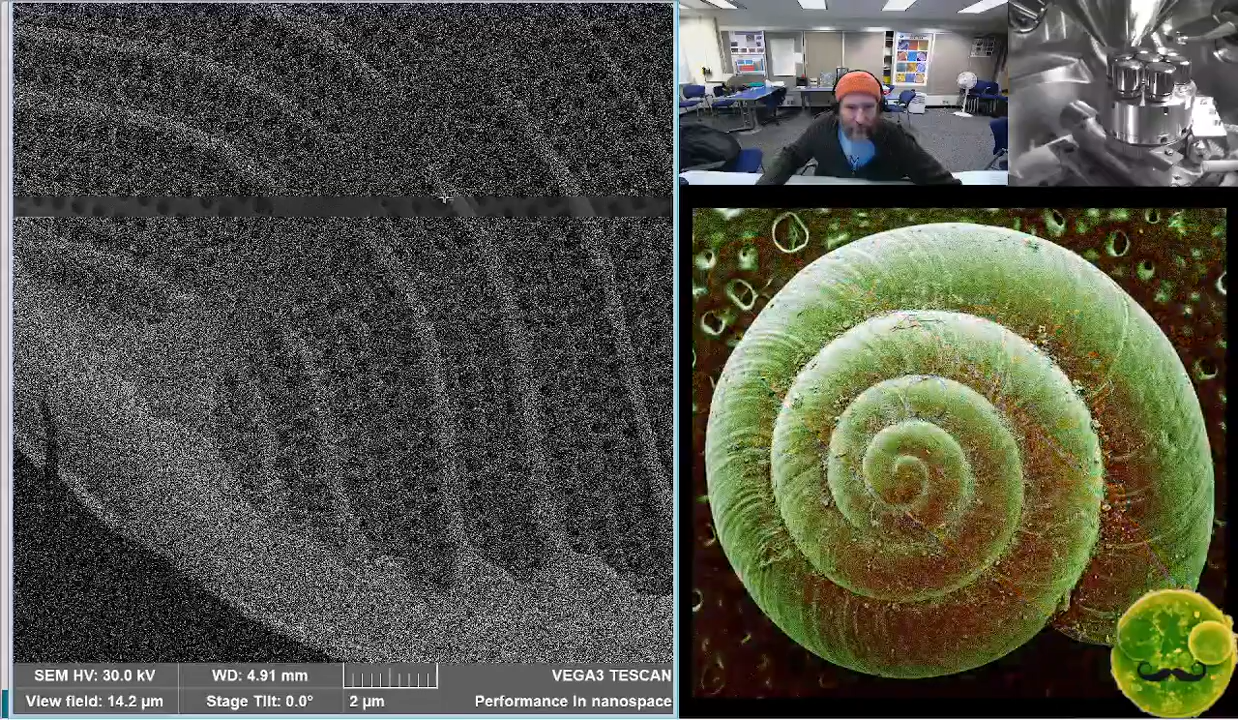 SEM HV: 30.0 kV
WD: 4.91 mm
VEGA3 TESCAN
View field: 14.2 µm
Stage Tilt: 0.0°
2 µm
Performance in nanospace